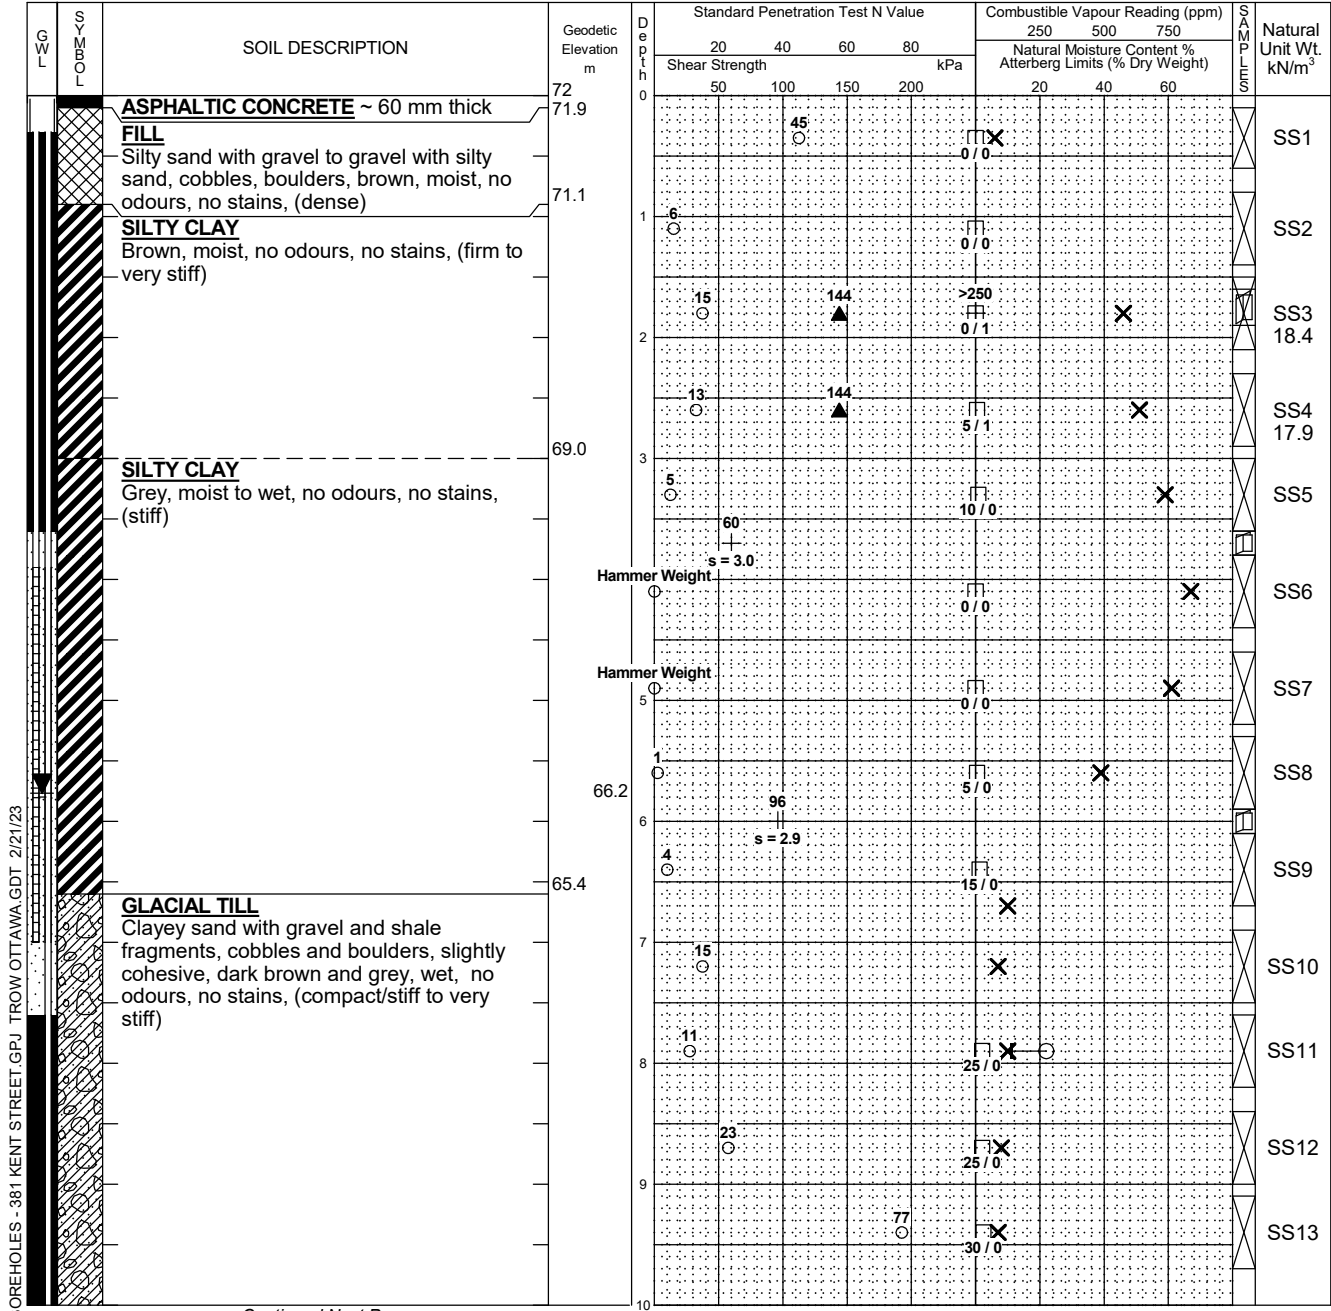 GWL
SYMBOL
SOIL DESCRIPTION
Geodetic
Elevation
m
Depth
Standard Penetration Test N Value
20 40 60 80
Shear Strength kPa
50 100 150 200
Combustible Vapour Reading (ppm)
250 500 750
Natural Moisture Content %
Atterberg Limits (% Dry Weight)
20 40 60
SAMPLES
Natural
Unit Wt.
kN/m³
72
0
ASPHALTIC CONCRETE ~ 60 mm thick
71.9
45
0 / 0
SS1
FILL
Silty sand with gravel to gravel with silty
sand, cobbles, boulders, brown, moist, no
odours, no stains, (dense)
71.1
1
6
0 / 0
SS2
SILTY CLAY
Brown, moist, no odours, no stains, (firm to
very stiff)
15
144
>250
0 / 1
SS3
18.4
2
13
144
5 / 1
SS4
17.9
69.0
3
SILTY CLAY
Grey, moist to wet, no odours, no stains,
(stiff)
5
10 / 0
SS5
60
s = 3.0
Hammer Weight
0 / 0
SS6
Hammer Weight
0 / 0
SS7
5
1
5 / 0
SS8
66.2
96
6
s = 2.9
4
15 / 0
SS9
65.4
GLACIAL TILL
Clayey sand with gravel and shale
fragments, cobbles and boulders, slightly
cohesive, dark brown and grey, wet, no
odours, no stains, (compact/stiff to very
stiff)
7
15
SS10
11
25 / 0
SS11
8
23
25 / 0
SS12
9
77
30 / 0
SS13
10
OREHOLES - 381 KENT STREET.GPJ TROW OTTAWA.GDT 2/21/23